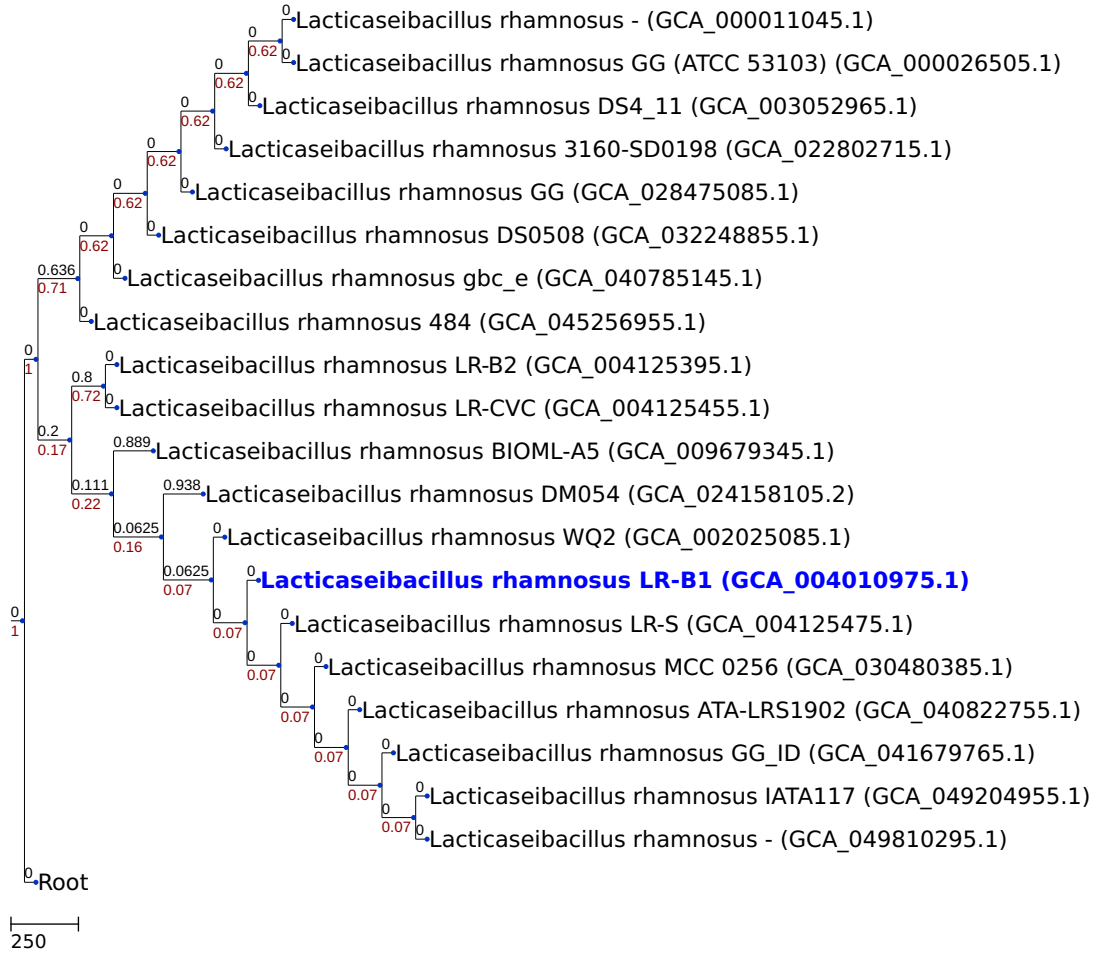 0
Lacticaseibacillus rhamnosus - (GCA_000011045.1)
0
0.62
0
Lacticaseibacillus rhamnosus GG (ATCC 53103) (GCA_000026505.1)
0
0.62
0
Lacticaseibacillus rhamnosus DS4_11 (GCA_003052965.1)
0
0.62
0
Lacticaseibacillus rhamnosus 3160-SD0198 (GCA_022802715.1)
0
0.62
0
Lacticaseibacillus rhamnosus GG (GCA_028475085.1)
0
0.62
0
Lacticaseibacillus rhamnosus DS0508 (GCA_032248855.1)
0
0.62
0
Lacticaseibacillus rhamnosus gbc_e (GCA_040785145.1)
0.636
0.71
0
Lacticaseibacillus rhamnosus 484 (GCA_045256955.1)
0
1
0
Lacticaseibacillus rhamnosus LR-B2 (GCA_004125395.1)
0.8
0.72
0
Lacticaseibacillus rhamnosus LR-CVC (GCA_004125455.1)
0.2
0.17
0.889
Lacticaseibacillus rhamnosus BIOML-A5 (GCA_009679345.1)
0.111
0.22
0.938
Lacticaseibacillus rhamnosus DM054 (GCA_024158105.2)
0.0625
0.16
0
Lacticaseibacillus rhamnosus WQ2 (GCA_002025085.1)
0.0625
0.07
0
Lacticaseibacillus rhamnosus LR-B1 (GCA_004010975.1)
0
0.07
0
Lacticaseibacillus rhamnosus LR-S (GCA_004125475.1)
0
0.07
0
Lacticaseibacillus rhamnosus MCC 0256 (GCA_030480385.1)
0
0.07
0
Lacticaseibacillus rhamnosus ATA-LRS1902 (GCA_040822755.1)
0
0.07
0
Lacticaseibacillus rhamnosus GG_ID (GCA_041679765.1)
0
0.07
0
Lacticaseibacillus rhamnosus IATA117 (GCA_049204955.1)
0
0.07
0
Lacticaseibacillus rhamnosus - (GCA_049810295.1)
0
1
0
Root
250